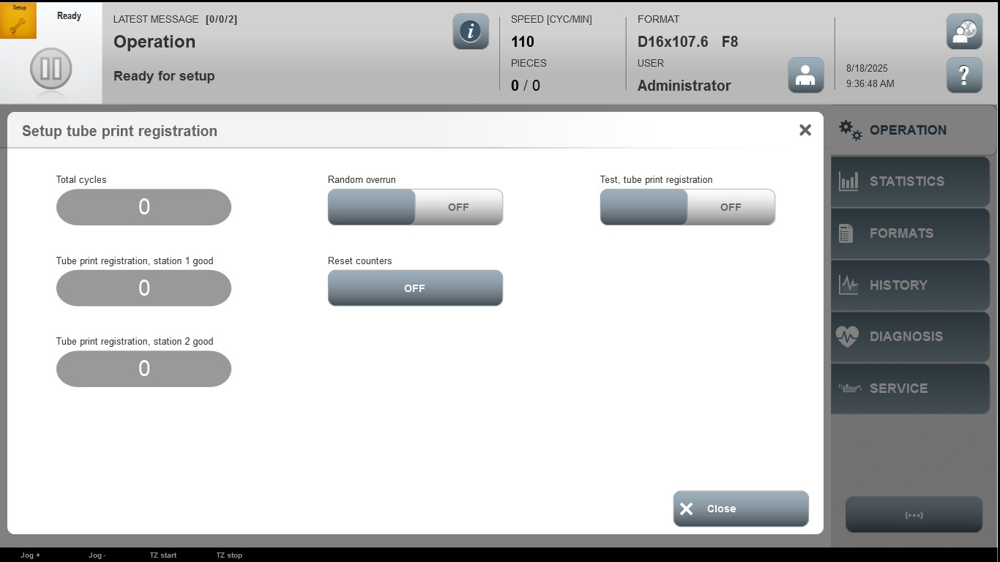 Setup
Ready
LATEST MESSAGE [0/0/2]
Operation
Ready for setup
SPEED [CYC/MIN]
110
PIECES
0 / 0
FORMAT
D16x107.6 F8
USER
Administrator
8/18/2025
9:36:48 AM
Setup tube print registration
Total cycles
0
Random overrun
OFF
Test, tube print registration
OFF
Tube print registration, station 1 good
0
Reset counters
OFF
Tube print registration, station 2 good
0
Close
OPERATION
STATISTICS
FORMATS
HISTORY
DIAGNOSIS
SERVICE
(•••)
Jog +
Jog -
TZ start
TZ stop